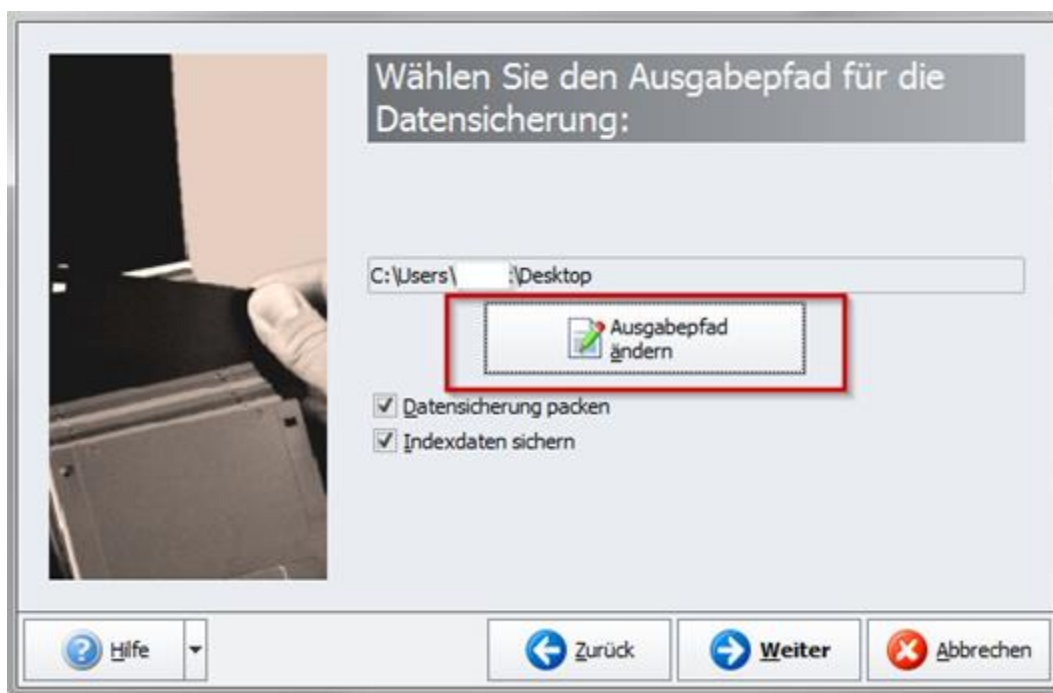 Wählen Sie den Ausgabepfad für die
Datensicherung:
C:\Users\ :\Desktop
Ausgabepfad
ändern
Datensicherung packen
Indexdaten sichern
Hilfe
Zurück
Weiter
Abbrechen